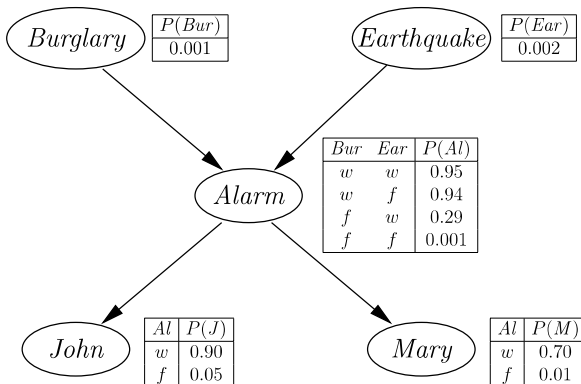 Burglary
P(Bur)
0.001
Earthquake
P(Ear)
0.002
Alarm
Bur Ear P(Al)
w w 0.95
w f 0.94
f w 0.29
f f 0.001
John
Al P(J)
w 0.90
f 0.05
Mary
Al P(M)
w 0.70
f 0.01